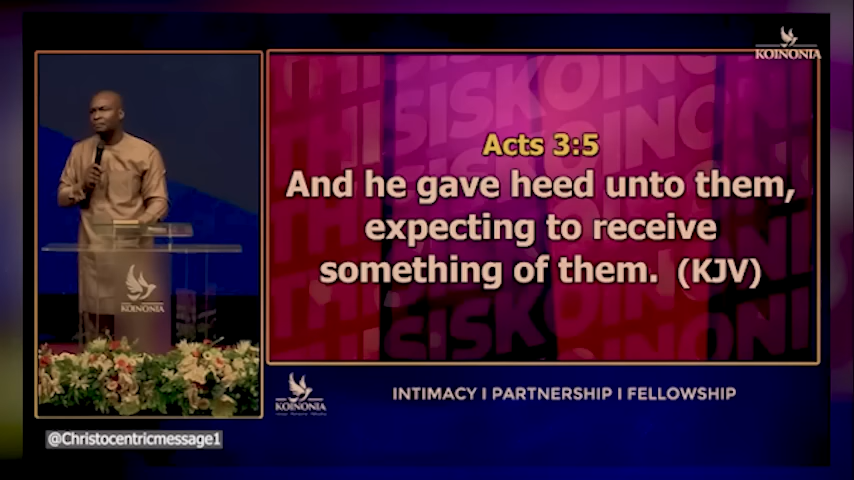 KOINONIA
Acts 3:5
And he gave heed unto them,
expecting to receive
something of them. (KJV)
KOINONIA
KOINONIA
INTIMACY I PARTNERSHIP I FELLOWSHIP
@Christocentricmessage1